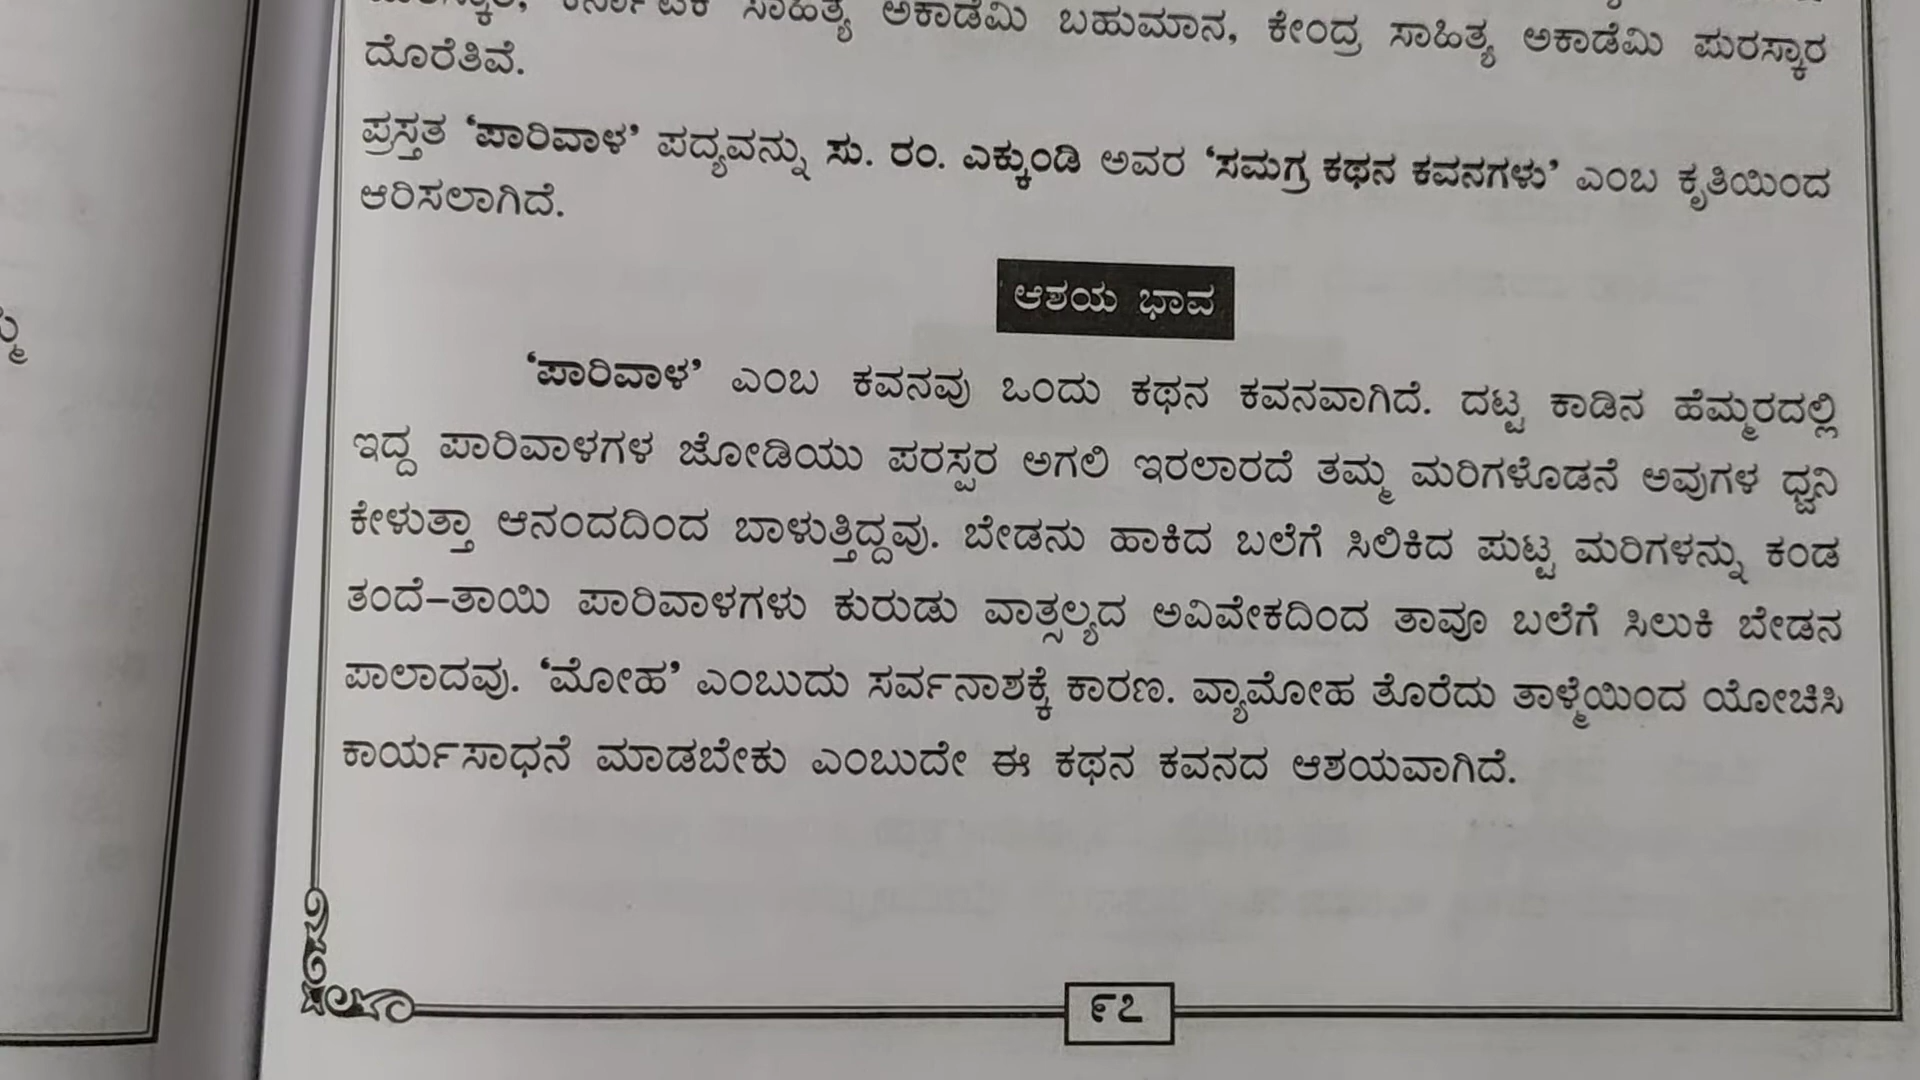 ಕರ್ನಾಟಕ ಸಾಹಿತ್ಯ ಅಕಾಡೆಮಿ ಬಹುಮಾನ, ಕೇಂದ್ರ ಸಾಹಿತ್ಯ ಅಕಾಡೆಮಿ ಪುರಸ್ಕಾರ
ದೊರೆತಿವೆ.
ಪ್ರಸ್ತತ ‘ಪಾರಿವಾಳ’ ಪದ್ಯವನ್ನು ಸು. ರಂ. ಎಕ್ಕುಂಡಿ ಅವರ ‘ಸಮಗ್ರ ಕಥನ ಕವನಗಳು’ ಎಂಬ ಕೃತಿಯಿಂದ
ಆರಿಸಲಾಗಿದೆ.
ಆಶಯ ಭಾವ
‘ಪಾರಿವಾಳ’ ಎಂಬ ಕವನವು ಒಂದು ಕಥನ ಕವನವಾಗಿದೆ. ದಟ್ಟ ಕಾಡಿನ ಹೆಮ್ಮರದಲ್ಲಿ
ಇದ್ದ ಪಾರಿವಾಳಗಳ ಜೋಡಿಯು ಪರಸ್ಪರ ಅಗಲಿ ಇರಲಾರದೆ ತಮ್ಮ ಮರಿಗಳೊಡನೆ ಅವುಗಳ ಧ್ವನಿ
ಕೇಳುತ್ತಾ ಆನಂದದಿಂದ ಬಾಳುತ್ತಿದ್ದವು. ಬೇಡನು ಹಾಕಿದ ಬಲೆಗೆ ಸಿಲಿಕಿದ ಪುಟ್ಟ ಮರಿಗಳನ್ನು ಕಂಡ
ತಂದೆ–ತಾಯಿ ಪಾರಿವಾಳಗಳು ಕುರುಡು ವಾತ್ಸಲ್ಯದ ಅವಿವೇಕದಿಂದ ತಾವೂ ಬಲೆಗೆ ಸಿಲುಕಿ ಬೇಡನ
ಪಾಲಾದವು. ‘ಮೋಹ’ ಎಂಬುದು ಸರ್ವನಾಶಕ್ಕೆ ಕಾರಣ. ವ್ಯಾಮೋಹ ತೊರೆದು ತಾಳ್ಮೆಯಿಂದ ಯೋಚಿಸಿ
ಕಾರ್ಯಸಾಧನೆ ಮಾಡಬೇಕು ಎಂಬುದೇ ಈ ಕಥನ ಕವನದ ಆಶಯವಾಗಿದೆ.
೯೭